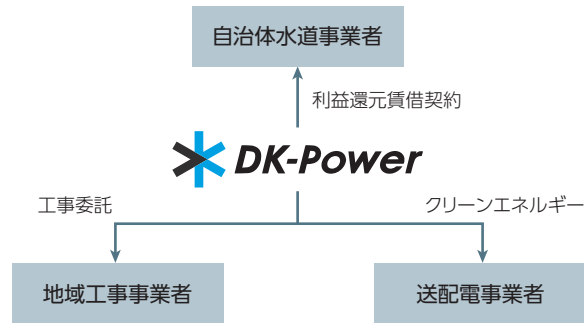 自治体水道事業者
利益還元賃借契約
DK-Power
工事委託
クリーンエネルギー
地域工事事業者
送配電事業者